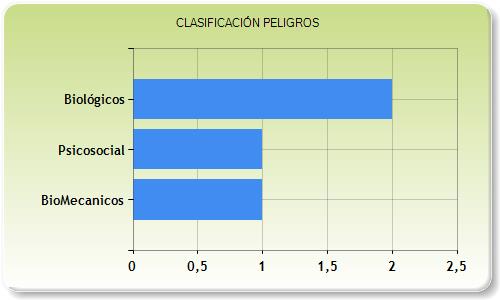 CLASIFICACIÓN PELIGROS
Biológicos
Psicosocial
BioMecanicos
0 0,5 1 1,5 2 2,5